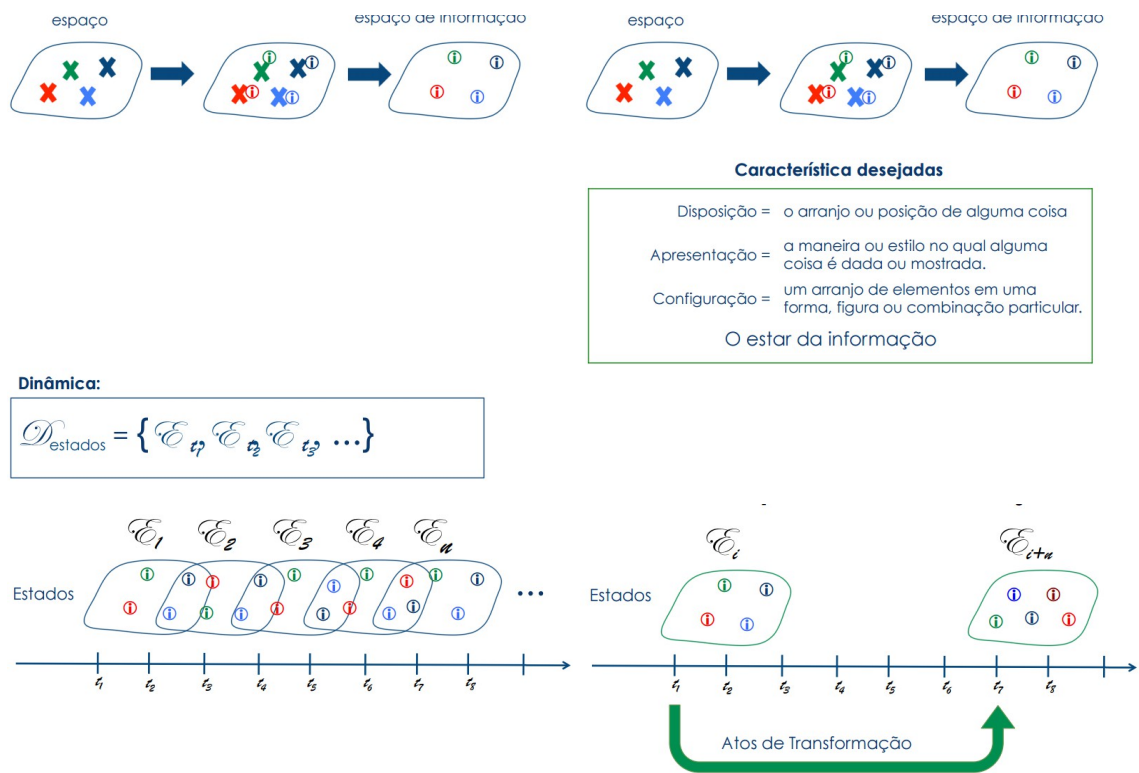 espaço
espaço de informação
espaço
espaço de informação
Característica desejadas
Disposição = o arranjo ou posição de alguma coisa
Apresentação = a maneira ou estilo no qual alguma
coisa é dada ou mostrada.
Configuração = um arranjo de elementos em uma
forma, figura ou combinação particular.
O estar da informação
Dinâmica:
𝒟estados = { ℰ t1, ℰ t2, ℰ t3, ...}
ℰ1 ℰ2 ℰ3 ℰ4 ℰn
Estados
...
t1 t2 t3 t4 t5 t6 t7 t8
ℰi ℰi+n
Estados
t1 t2 t3 t4 t5 t6 t7 t8
Atos de Transformação